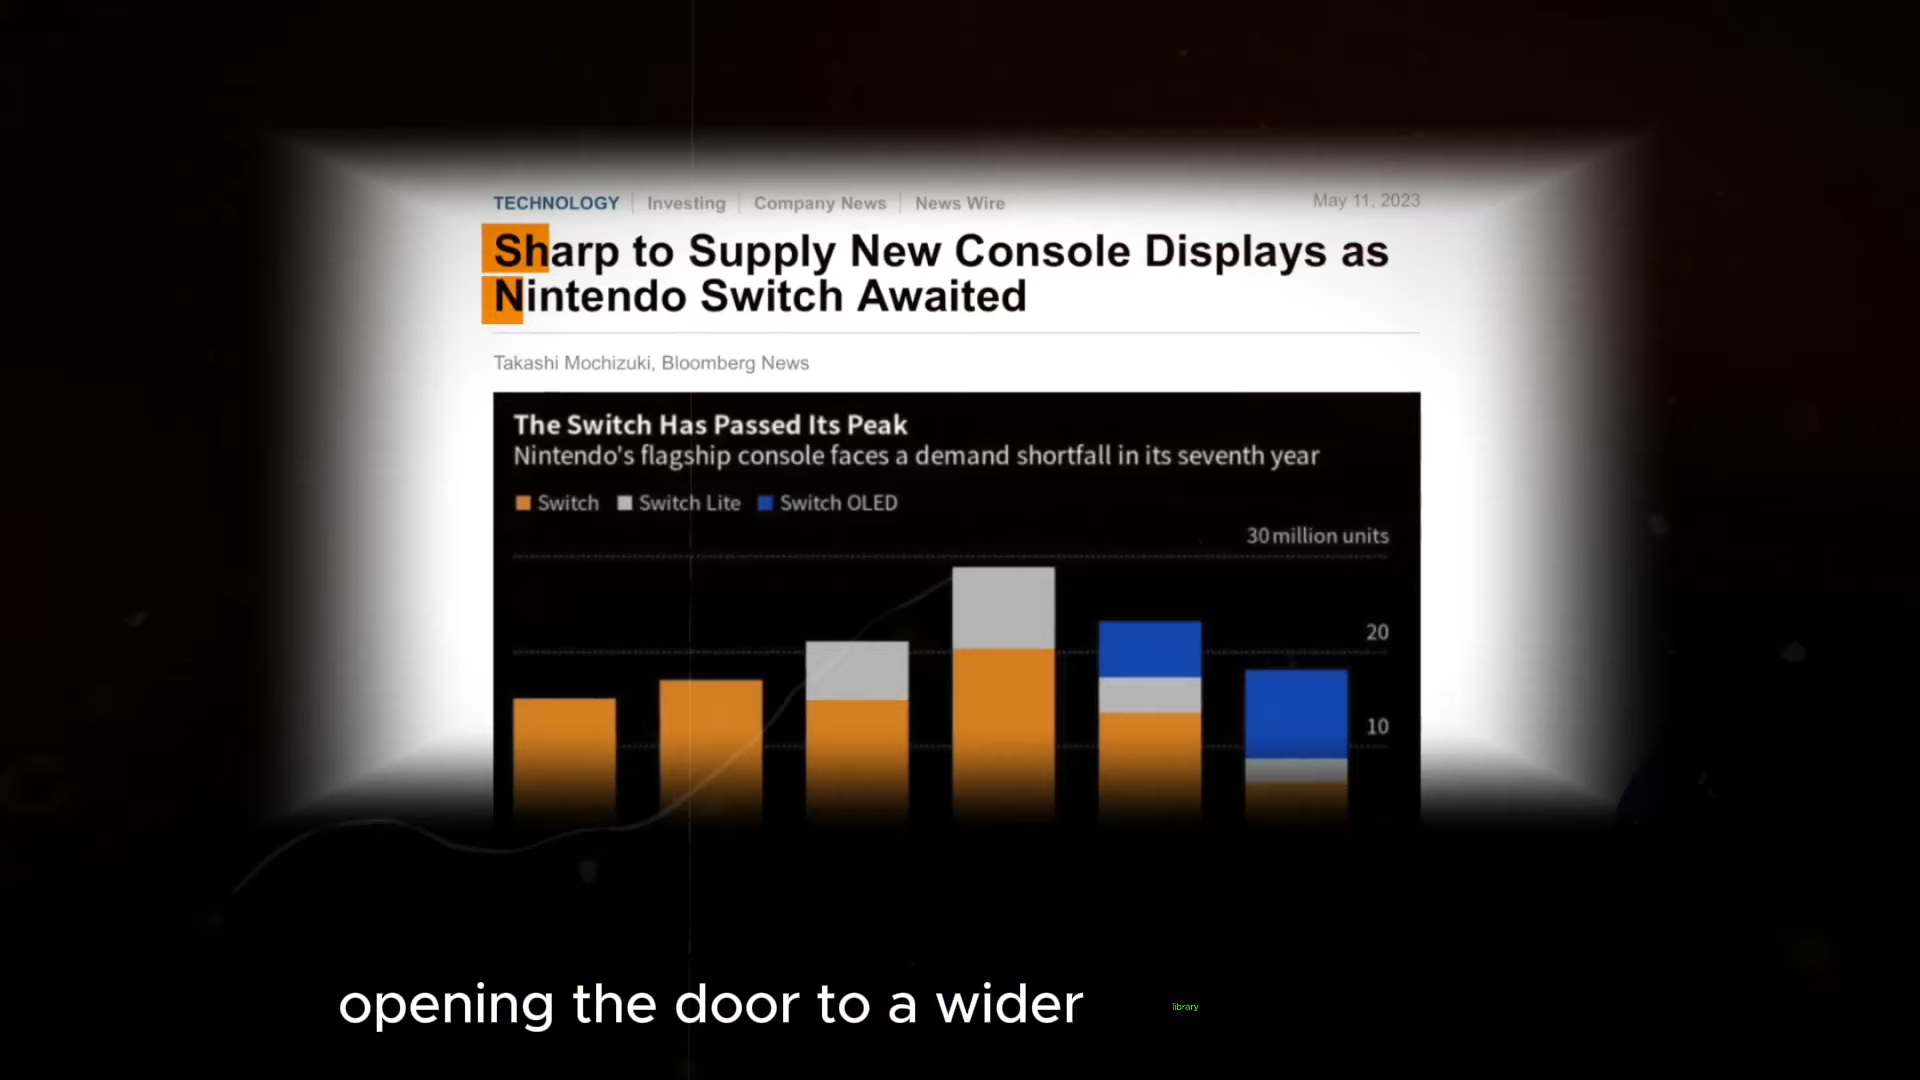 TECHNOLOGY | Investing | Company News | News Wire
May 11, 2023
Sharp to Supply New Console Displays as
Nintendo Switch Awaited
Takashi Mochizuki, Bloomberg News
The Switch Has Passed Its Peak
Nintendo's flagship console faces a demand shortfall in its seventh year
Switch Switch Lite Switch OLED
30 million units
20
10
opening the door to a wider library